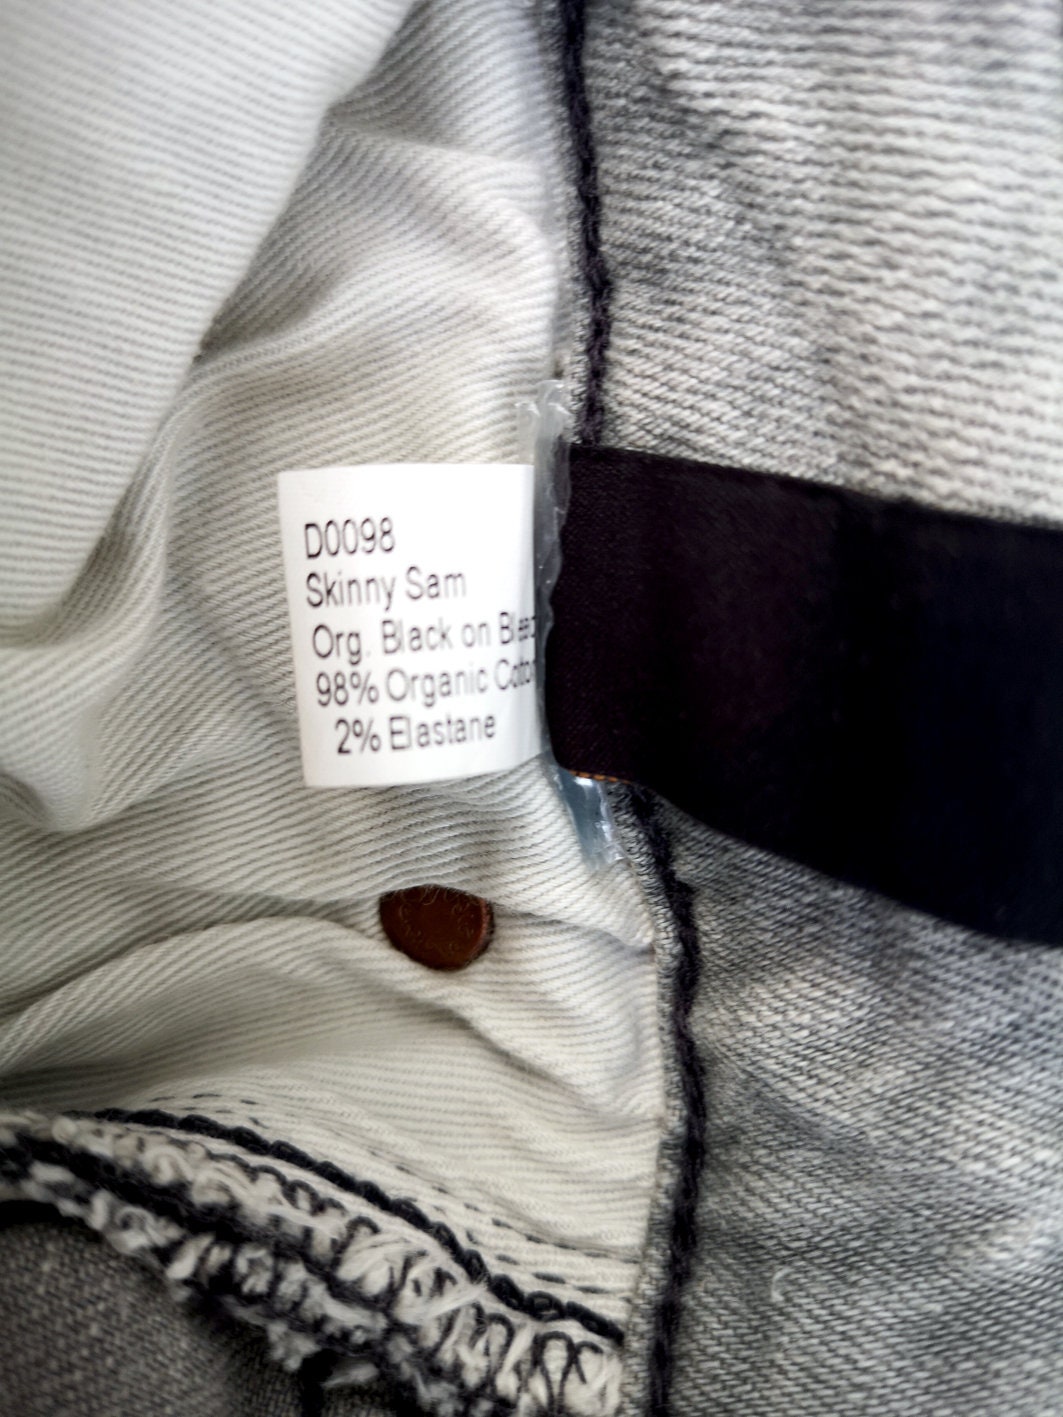 D0098
Skinny Sam
Org. Black on
98% Organic
2% Elastane